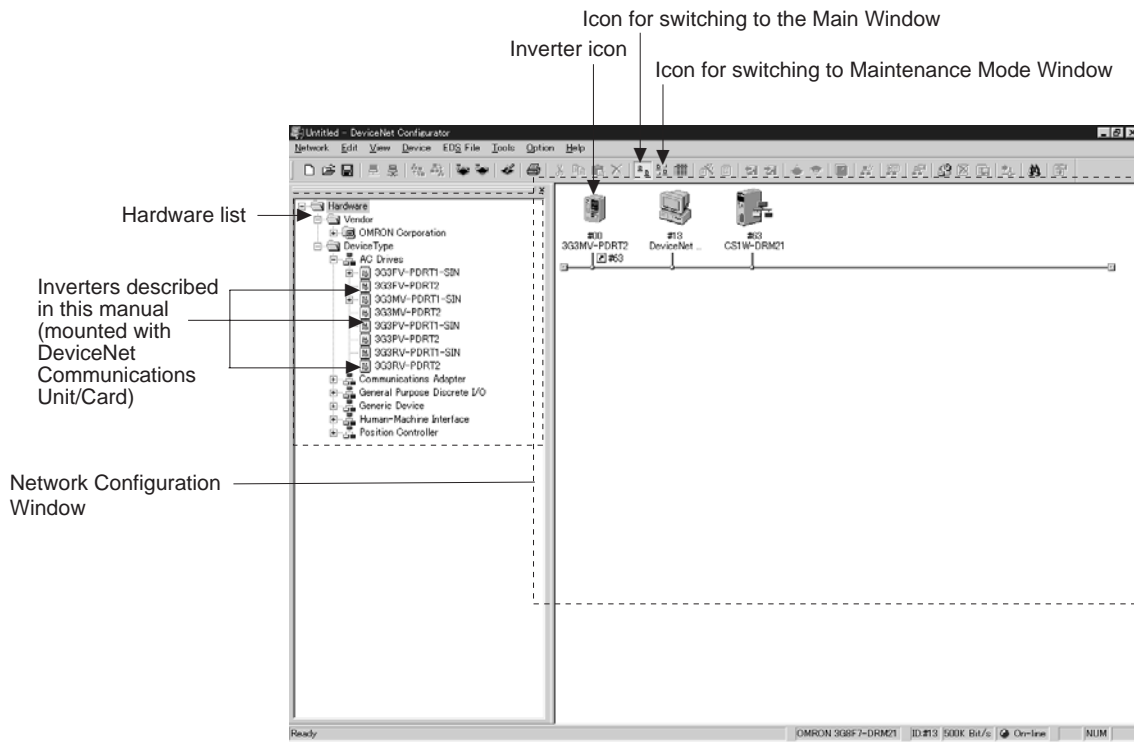 Icon for switching to the Main Window
Inverter icon
Icon for switching to Maintenance Mode Window
Untitled - DeviceNet Configurator
Network Edit View Device EDS File Tools Option Help
Hardware list
Hardware
Vendor
OMRON Corporation
DeviceType
AC Drives
3G3FV-PDRT1-SIN
3G3FV-PDRT2
3G3MV-PDRT1-SIN
3G3MV-PDRT2
3G3PV-PDRT1-SIN
3G3PV-PDRT2
3G3RV-PDRT1-SIN
3G3RV-PDRT2
Communications Adapter
General Purpose Discrete I/O
Generic Device
Human-Machine Interface
Position Controller
Inverters described
in this manual
(mounted with
DeviceNet
Communications
Unit/Card)
#00
3G3MV-PDRT2
#63
#13
DeviceNet ...
#63
CS1W-DRM21
Network Configuration
Window
Ready
OMRON 3G8F7-DRM21 ID:#13 500K Bit/s On-line NUM